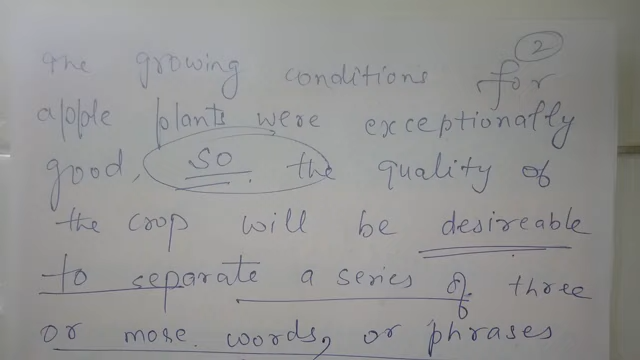 2
The growing conditions for
apple plants were exceptionally
good, so the quality of
the crop will be desireable
to separate a series of three
or more words, or phrases